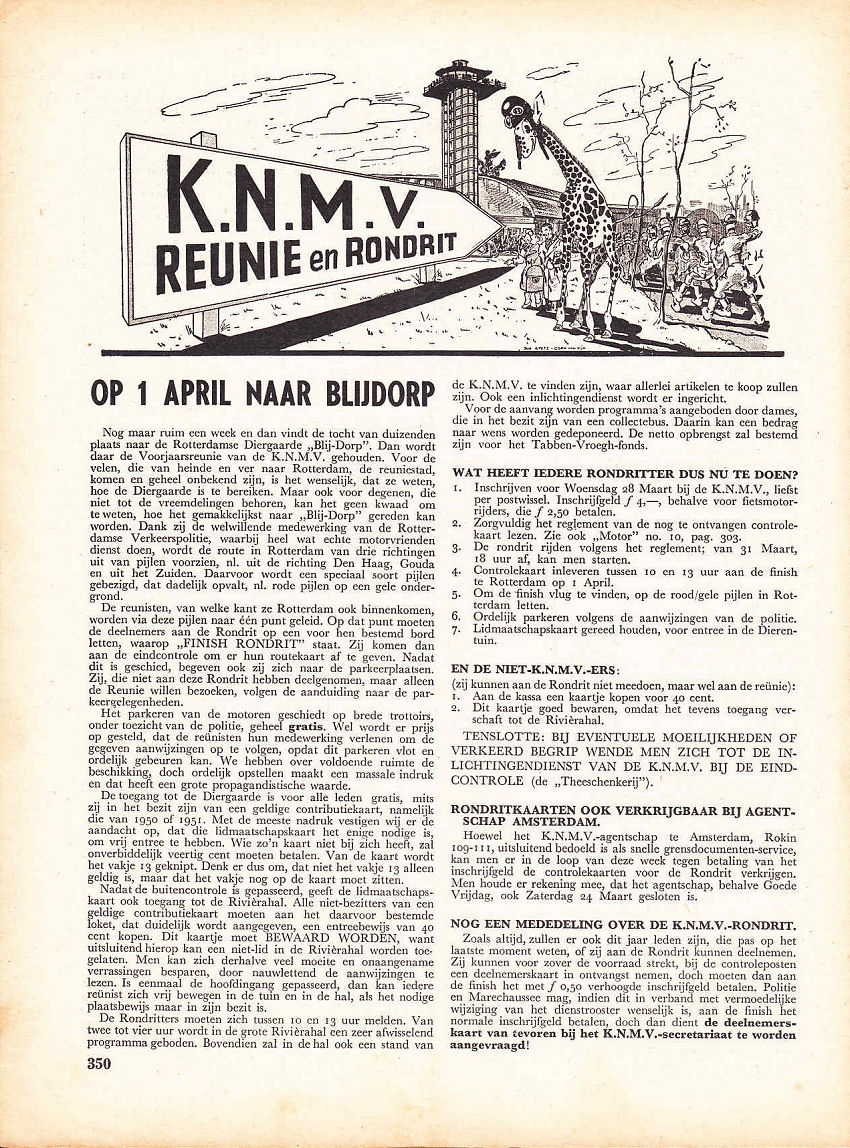 K.N.M.V.
REUNIE en RONDRIT
OP 1 APRIL NAAR BLIJDORP
Nog maar ruim een week en dan vindt de tocht van duizenden
plaats naar de Rotterdamse Diergaarde „Blij-Dorp”. Dan wordt
daar de Voorjaarsreunie van de K.N.M.V. gehouden. Voor de
velen, die van heinde en ver naar Rotterdam, de reuniestad,
komen en geheel onbekend zijn, is het wenselijk, dat ze weten,
hoe de Diergaarde is te bereiken. Maar ook voor degenen, die
niet tot de vreemdelingen behoren, kan het geen kwaad om
te weten, hoe het gemakkelijkst naar „Blij-Dorp” gereden kan
worden. Dank zij de welwillende medewerking van de Rotter-
damse Verkeerspolitie, waarbij heel wat echte motorvrienden
dienst doen, wordt de route in Rotterdam van drie richtingen
uit van pijlen voorzien, nl. uit de richting Den Haag, Gouda
en uit het Zuiden. Daarvoor wordt een speciaal soort pijlen
gebezigd, dat dadelijk opvalt, nl. rode pijlen op een gele onder-
grond.
De reunisten, van welke kant ze Rotterdam ook binnenkomen,
worden via deze pijlen naar één punt geleid. Op dat punt moeten
de deelnemers aan de Rondrit op een voor hen bestemd bord
letten, waarop „FINISH RONDRIT” staat. Zij komen dan
aan de eindcontrole om er hun routekaart af te geven. Nadat
dit is geschied, begeven ook zij zich naar de parkeerplaatsen.
Zij, die niet aan deze Rondrit hebben deelgenomen, maar alleen
de Reunie willen bezoeken, volgen de aanduiding naar de par-
keergelegenheden.
Het parkeren van de motoren geschiedt op brede trottoirs,
onder toezicht van de politie, geheel gratis. Wel wordt er prijs
op gesteld, dat de reünisten hun medewerking verlenen om de
gegeven aanwijzingen op te volgen, opdat dit parkeren vlot en
ordelijk gebeuren kan. We hebben over voldoende ruimte de
beschikking, doch ordelijk opstellen maakt een massale indruk
en dat heeft een grote propagandistische waarde.
De toegang tot de Diergaarde is voor alle leden gratis, mits
zij in het bezit zijn van een geldige contributiekaart, namelijk
die van 1950 of 1951. Met de meeste nadruk vestigen wij er de
aandacht op, dat die lidmaatschapskaart het enige nodige is,
om vrij entree te hebben. Wie zo’n kaart niet bij zich heeft, zal
onverbiddelijk veertig cent moeten betalen. Van de kaart wordt
het vakje 13 geknipt. Denk er dus om, dat niet het vakje 13 alleen
geldig is, maar dat het vakje nog op de kaart moet zitten.
Nadat de buitencontrole is gepasseerd, geeft de lidmaatschaps-
kaart ook toegang tot de Rivièrahal. Alle niet-bezitters van een
geldige contributiekaart moeten aan het daarvoor bestemde
loket, dat duidelijk wordt aangegeven, een entreebewijs van 40
cent kopen. Dit kaartje moet BEWAARD WORDEN, want
uitsluitend hierop kan een niet-lid in de Rivièrahal worden toe-
gelaten. Men kan zich derhalve veel moeite en onaangename
verrassingen besparen, door nauwlettend de aanwijzingen te
lezen. Is eenmaal de hoofdingang gepasseerd, dan kan iedere
reünist zich vrij bewegen in de tuin en in de hal, als het nodige
plaatsbewijs maar in zijn bezit is.
De Rondritters moeten zich tussen 10 en 13 uur melden. Van
twee tot vier uur wordt in de grote Rivièrahal een zeer afwisselend
programma geboden. Bovendien zal in de hal ook een stand van
350
de K.N.M.V. te vinden zijn, waar allerlei artikelen te koop zullen
zijn. Ook een inlichtingendienst wordt er ingericht.
Voor de aanvang worden programma’s aangeboden door dames,
die in het bezit zijn van een collectebus. Daarin kan een bedrag
naar wens worden gedeponeerd. De netto opbrengst zal bestemd
zijn voor het Tabben-Vroegh-fonds.
WAT HEEFT IEDERE RONDRITTER DUS NU TE DOEN?
1. Inschrijven voor Woensdag 28 Maart bij de K.N.M.V., liefst
per postwissel. Inschrijfgeld f 4,—, behalve voor fietsmotor-
rijders, die f 2,50 betalen.
2. Zorgvuldig het reglement van de nog te ontvangen controle-
kaart lezen. Zie ook „Motor” no. 10, pag. 303.
3. De rondrit rijden volgens het reglement; van 31 Maart,
18 uur af, kan men starten.
4. Controlekaart inleveren tussen 10 en 13 uur aan de finish
te Rotterdam op 1 April.
5. Om de finish vlug te vinden, op de rood/gele pijlen in Rot-
terdam letten.
6. Ordelijk parkeren volgens de aanwijzingen van de politie.
7. Lidmaatschapskaart gereed houden, voor entree in de Dieren-
tuin.
EN DE NIET-K.N.M.V.-ERS:
(zij kunnen aan de Rondrit niet meedoen, maar wel aan de reünie):
1. Aan de kassa een kaartje kopen voor 40 cent.
2. Dit kaartje goed bewaren, omdat het tevens toegang ver-
schaft tot de Rivièrahal.
TENSLOTTE: BIJ EVENTUELE MOEILIJKHEDEN OF
VERKEERD BEGRIP WENDE MEN ZICH TOT DE IN-
LICHTINGENDIENST VAN DE K.N.M.V. BIJ DE EIND-
CONTROLE (de „Theeschenkerij”).
RONDRITKAARTEN OOK VERKRIJGBAAR BIJ AGENT-
SCHAP AMSTERDAM.
Hoewel het K.N.M.V.-agentschap te Amsterdam, Rokin
109-111, uitsluitend bedoeld is als snelle grensdocumenten-service,
kan men er in de loop van deze week tegen betaling van het
inschrijfgeld de controlekaarten voor de Rondrit verkrijgen.
Men houde er rekening mee, dat het agentschap, behalve Goede
Vrijdag, ook Zaterdag 24 Maart gesloten is.
NOG EEN MEDEDELING OVER DE K.N.M.V.-RONDRIT.
Zoals altijd, zullen er ook dit jaar leden zijn, die pas op het
laatste moment weten, of zij aan de Rondrit kunnen deelnemen.
Zij kunnen voor zover de voorraad strekt, bij de controleposten
een deelnemerskaart in ontvangst nemen, doch moeten dan aan
de finish het met f 0,50 verhoogde inschrijfgeld betalen. Politie
en Marechaussee mag, indien dit in verband met vermoedelijke
wijziging van het dienstrooster wenselijk is, aan de finish het
normale inschrijfgeld betalen, doch dan dient de deelnemers-
kaart van tevoren bij het K.N.M.V.-secretariaat te worden
aangevraagd!